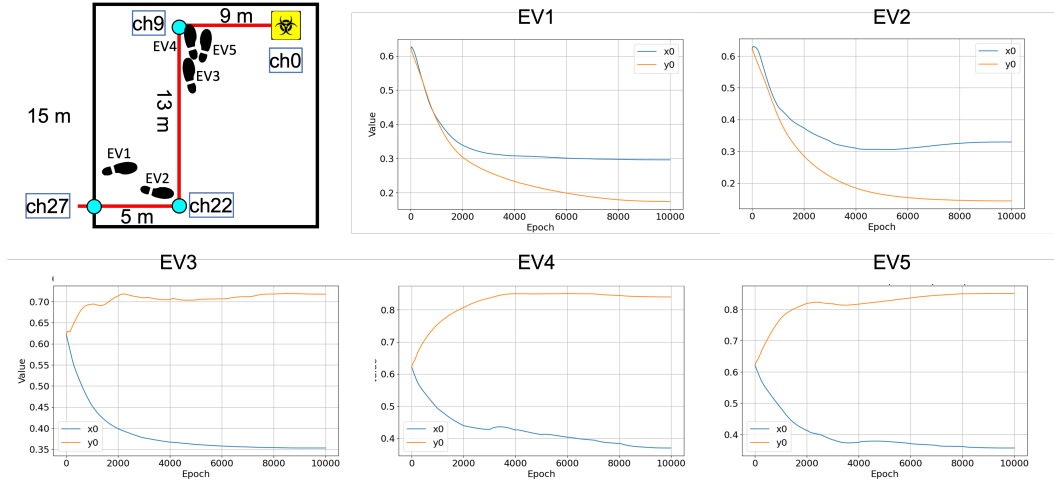 ch9
9 m
EV4
EV5
ch0
EV3
13 m
15 m
EV1
EV2
ch27
5 m
ch22
EV1
x0
y0
0.6
0.5
0.4
0.3
0.2
Value
0 2000 4000 6000 8000 10000
Epoch
EV2
x0
y0
0.6
0.5
0.4
0.3
0.2
0 2000 4000 6000 8000 10000
Epoch
EV3
0.70
0.65
0.60
0.55
0.50
0.45
0.40
0.35
Value
x0
y0
0 2000 4000 6000 8000 10000
Epoch
EV4
0.8
0.7
0.6
0.5
0.4
x0
y0
0 2000 4000 6000 8000 10000
Epoch
EV5
0.8
0.7
0.6
0.5
0.4
Value
x0
y0
0 2000 4000 6000 8000 10000
Epoch